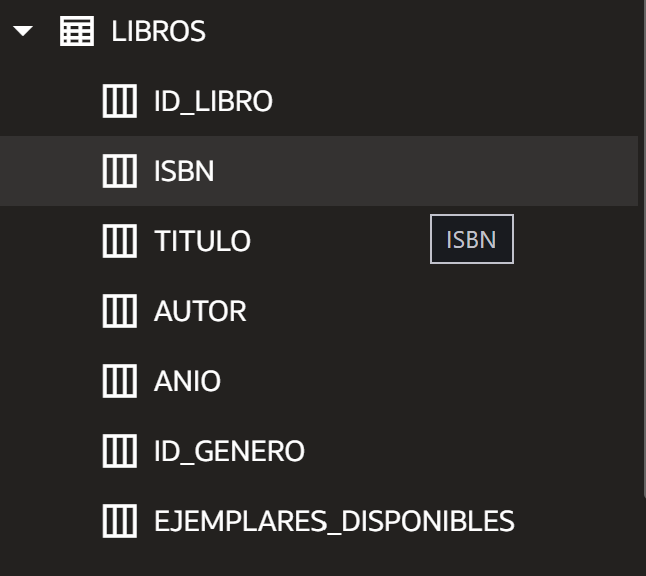 LIBROS
ID_LIBRO
ISBN
TITULO
ISBN
AUTOR
ANIO
ID_GENERO
EJEMPLARES_DISPONIBLES